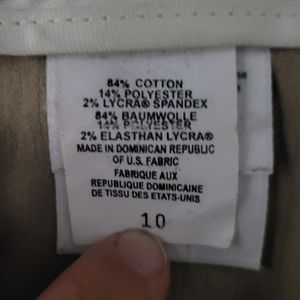 84% COTTON
14% POLYESTER
2% LYCRA® SPANDEX
84% BAUMWOLLE
14% POLYESTER
2% ELASTHAN LYCRA®
MADE IN DOMINICAN REPUBLIC
OF U.S. FABRIC
FABRIQUE AUX
REPUBLIQUE DOMINICAINE
DE TISSU DES ETATS-UNIS
10